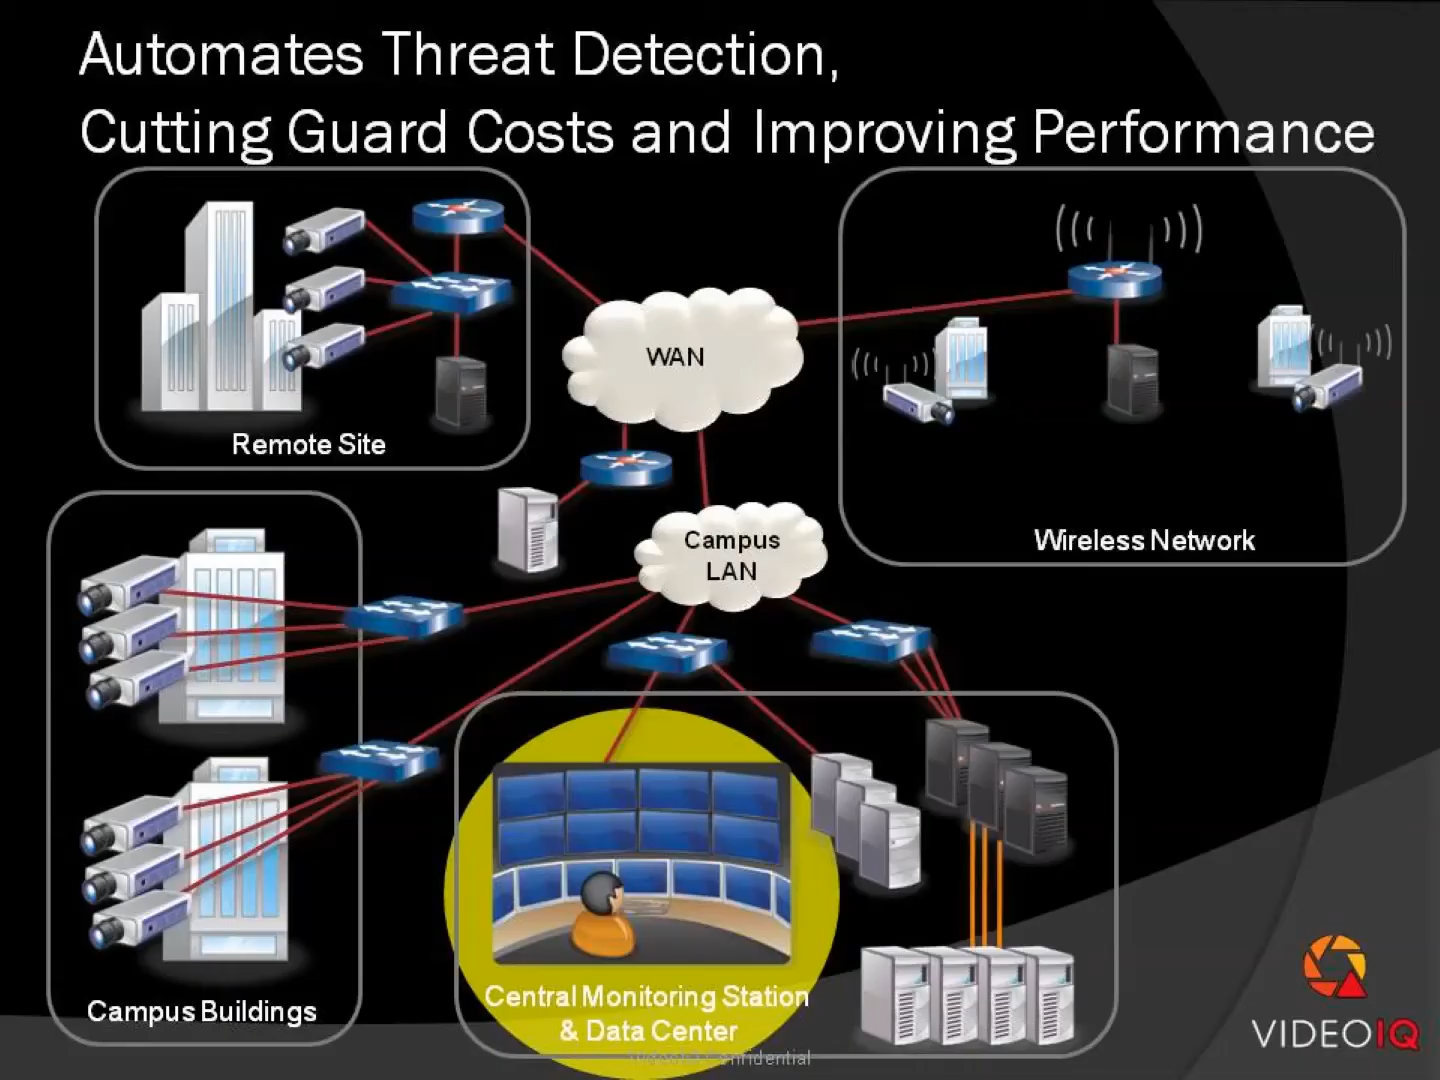 Automates Threat Detection,
Cutting Guard Costs and Improving Performance
WAN
Remote Site
Campus
LAN
Wireless Network
Campus Buildings
Central Monitoring Station
& Data Center
Confidential
VIDEOIQ